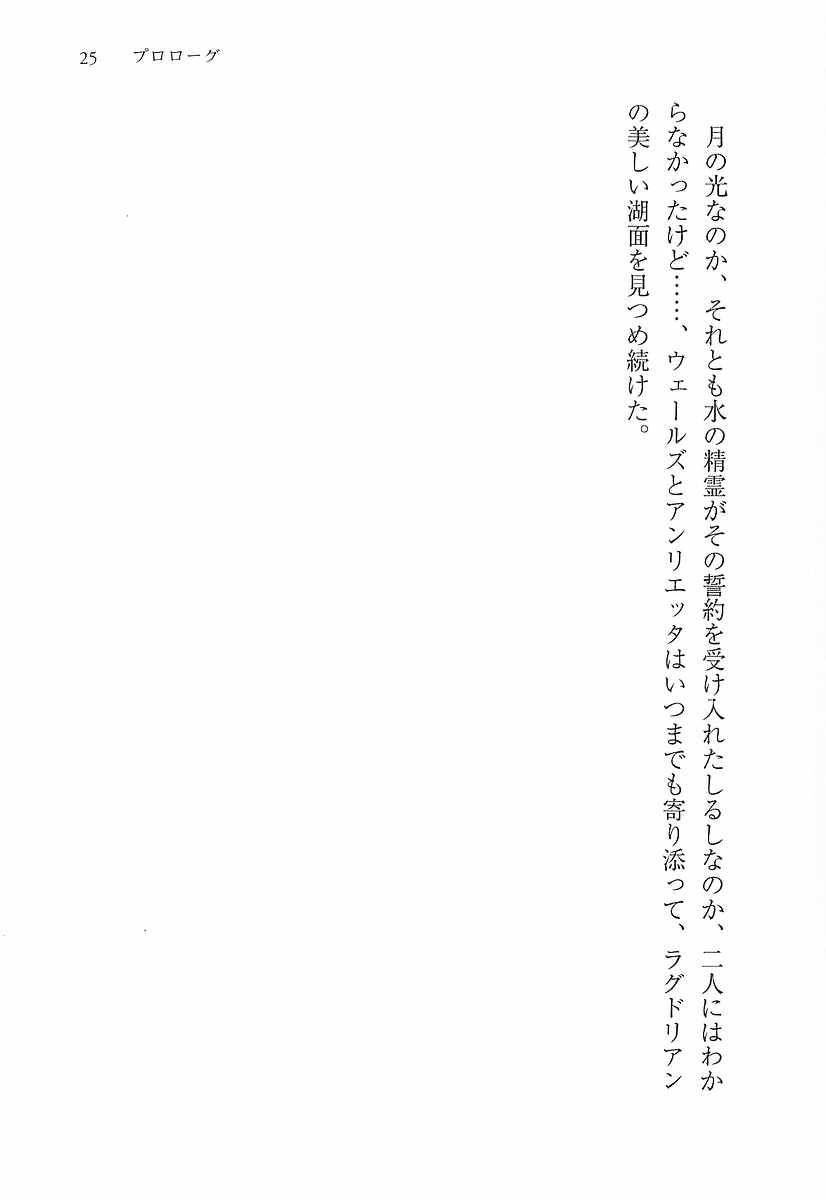 25 プロローグ
月の光なのか、それとも水の精霊がその誓約を受け入れたしるしなのか、二人にはわか
らなかったけど……、ウェールズとアンリエッタはいつまでも寄り添って、ラグドリアン
の美しい湖面を見つめ続けた。